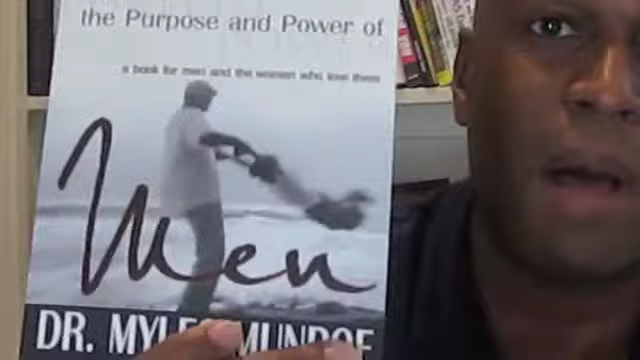 the Purpose and Power of
a book for men and the women who love them
Men
DR. MYLES MUNROE